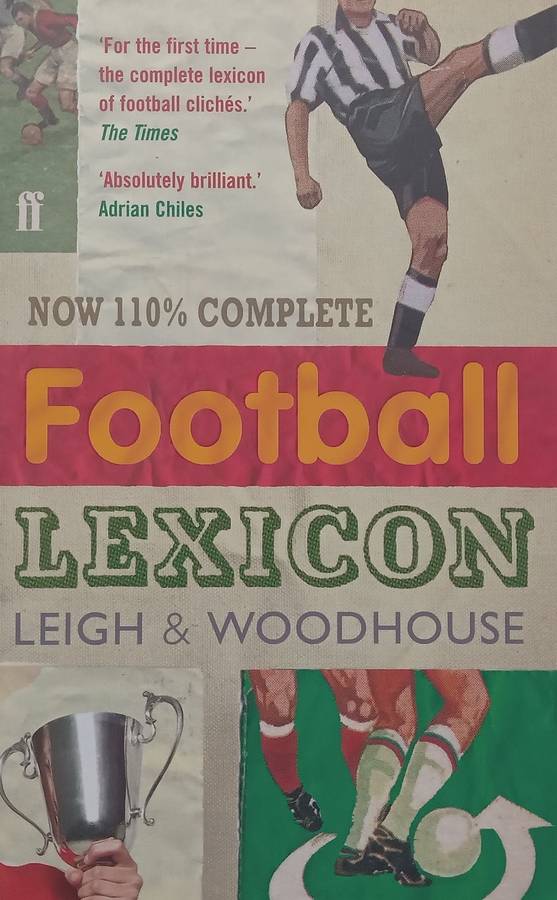 ‘For the first time –
the complete lexicon
of football clichés.’
The Times
‘Absolutely brilliant.’
Adrian Chiles
ff
NOW 110% COMPLETE
Football
LEXICON
LEIGH & WOODHOUSE